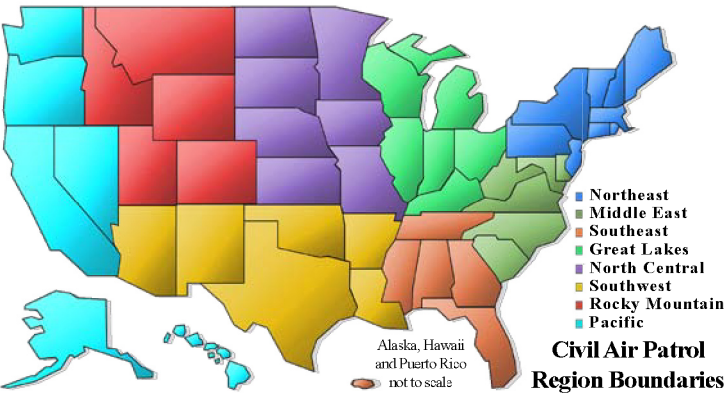 Northeast
Middle East
Southeast
Great Lakes
North Central
Southwest
Rocky Mountain
Pacific
Alaska, Hawaii
and Puerto Rico
not to scale
Civil Air Patrol
Region Boundaries